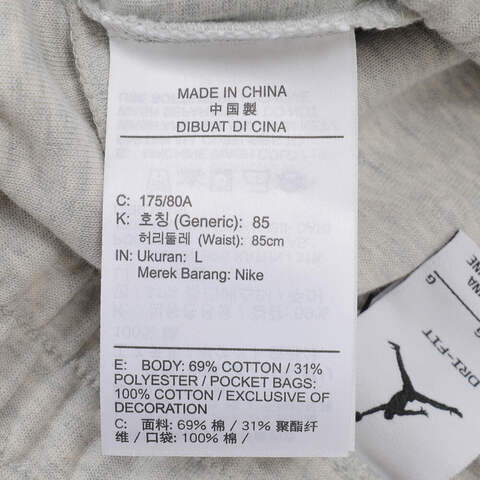 MADE IN CHINA
中国製
DIBUAT DI CINA
C: 175/80A
K: 호칭 (Generic): 85
허리둘레 (Waist): 85cm
IN: Ukuran: L
Merek Barang: Nike
E: BODY: 69% COTTON / 31%
POLYESTER / POCKET BAGS:
100% COTTON / EXCLUSIVE OF
DECORATION
C: 面料: 69% 棉 / 31% 聚酯纤
维 / 口袋: 100% 棉 /
DRI-FIT